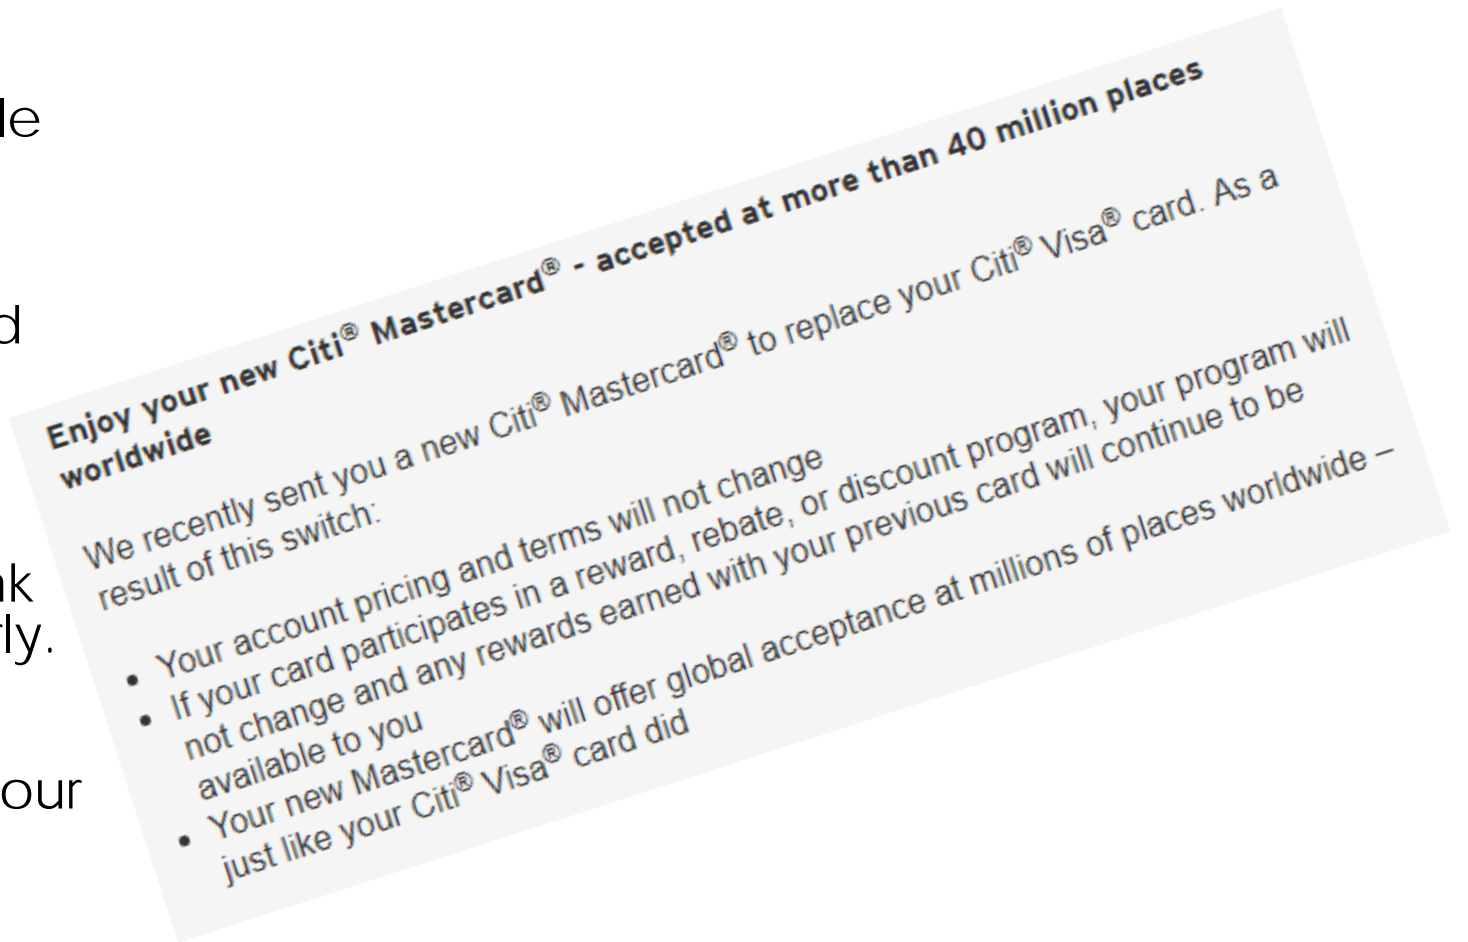 le
d
nk
rly.
our
Enjoy your new Citi® Mastercard® - accepted at more than 40 million places
worldwide
We recently sent you a new Citi® Mastercard® to replace your Citi® Visa® card. As a
result of this switch:
• Your account pricing and terms will not change
• If your card participates in a reward, rebate, or discount program, your program will
not change and any rewards earned with your previous card will continue to be
available to you
• Your new Mastercard® will offer global acceptance at millions of places worldwide –
just like your Citi® Visa® card did